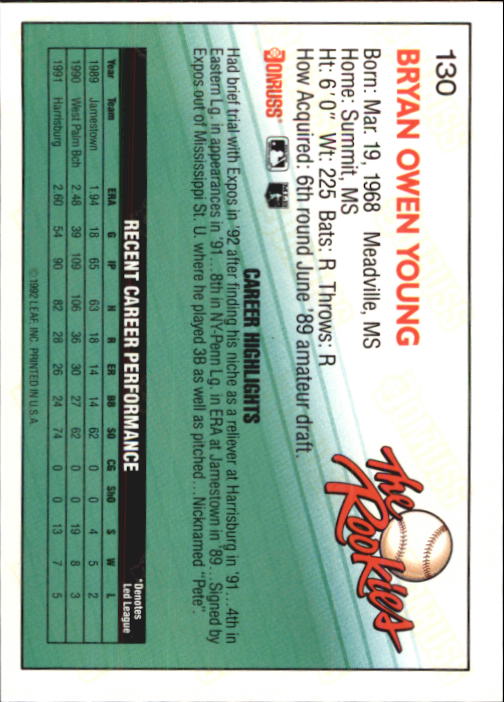 130
BRYAN OWEN YOUNG
Born: Mar. 19, 1968 Meadville, MS
Home: Summit, MS
Ht: 6' 0" Wt: 225 Bats: R Throws: R
How Acquired: 6th round June '89 amateur draft.
The Rookies
DONRUSS
CAREER HIGHLIGHTS
Had brief trial with Expos in '92 after finding his niche as a reliever at Harrisburg in '91...4th in
Eastern Lg. in appearances in '91...8th in NY-Penn Lg. in ERA at Jamestown in '89...Signed by
Expos out of Mississippi St. U. where he played 3B as well as pitched...Nicknamed "Pete".
RECENT CAREER PERFORMANCE
*Denotes
Led League
Year Team ERA G IP H R ER BB SO CG ShO S W L
1989 Jamestown 1.94 18 65 63 18 14 14 62 0 0 4 5 2
1990 West Palm Bch 2.48 39 109 106 36 30 27 62 0 0 19 8 3
1991 Harrisburg 2.60 54 90 82 28 26 24 74 0 0 13 7 5
© 1992 LEAF, INC. PRINTED IN U.S.A.